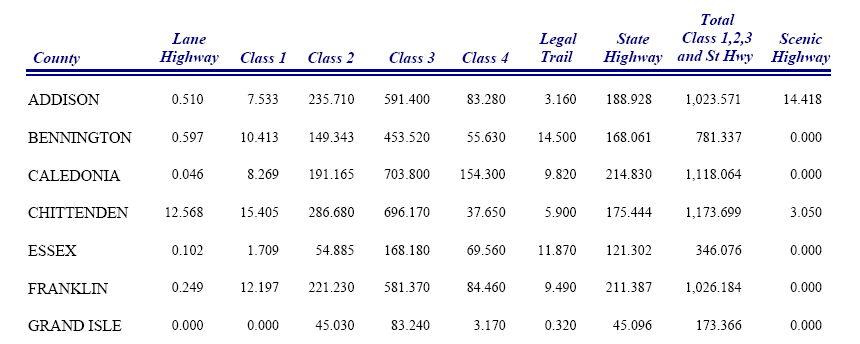 Total
Lane Legal State Class 1,2,3 Scenic
County Highway Class 1 Class 2 Class 3 Class 4 Trail Highway and St Hwy Highway
ADDISON 0.510 7.533 235.710 591.400 83.280 3.160 188.928 1,023.571 14.418
BENNINGTON 0.597 10.413 149.343 453.520 55.630 14.500 168.061 781.337 0.000
CALEDONIA 0.046 8.269 191.165 703.800 154.300 9.820 214.830 1,118.064 0.000
CHITTENDEN 12.568 15.405 286.680 696.170 37.650 5.900 175.444 1,173.699 3.050
ESSEX 0.102 1.709 54.885 168.180 69.560 11.870 121.302 346.076 0.000
FRANKLIN 0.249 12.197 221.230 581.370 84.460 9.490 211.387 1,026.184 0.000
GRAND ISLE 0.000 0.000 45.030 83.240 3.170 0.320 45.096 173.366 0.000